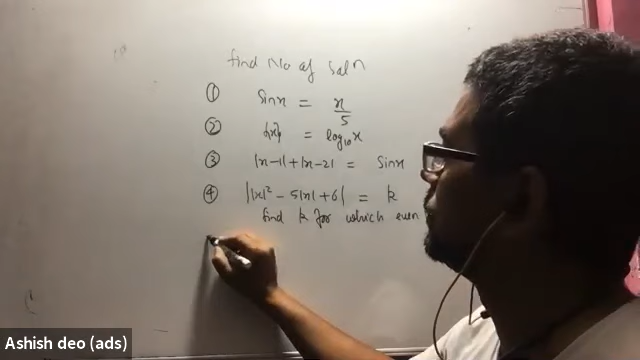 find No of Soln
① sinx = x/5
② {x} = log₁₀x
③ |x-1|+|x-2| = sinx
④ ||x|² - 5|x| + 6| = k
find k for which even
Ashish deo (ads)